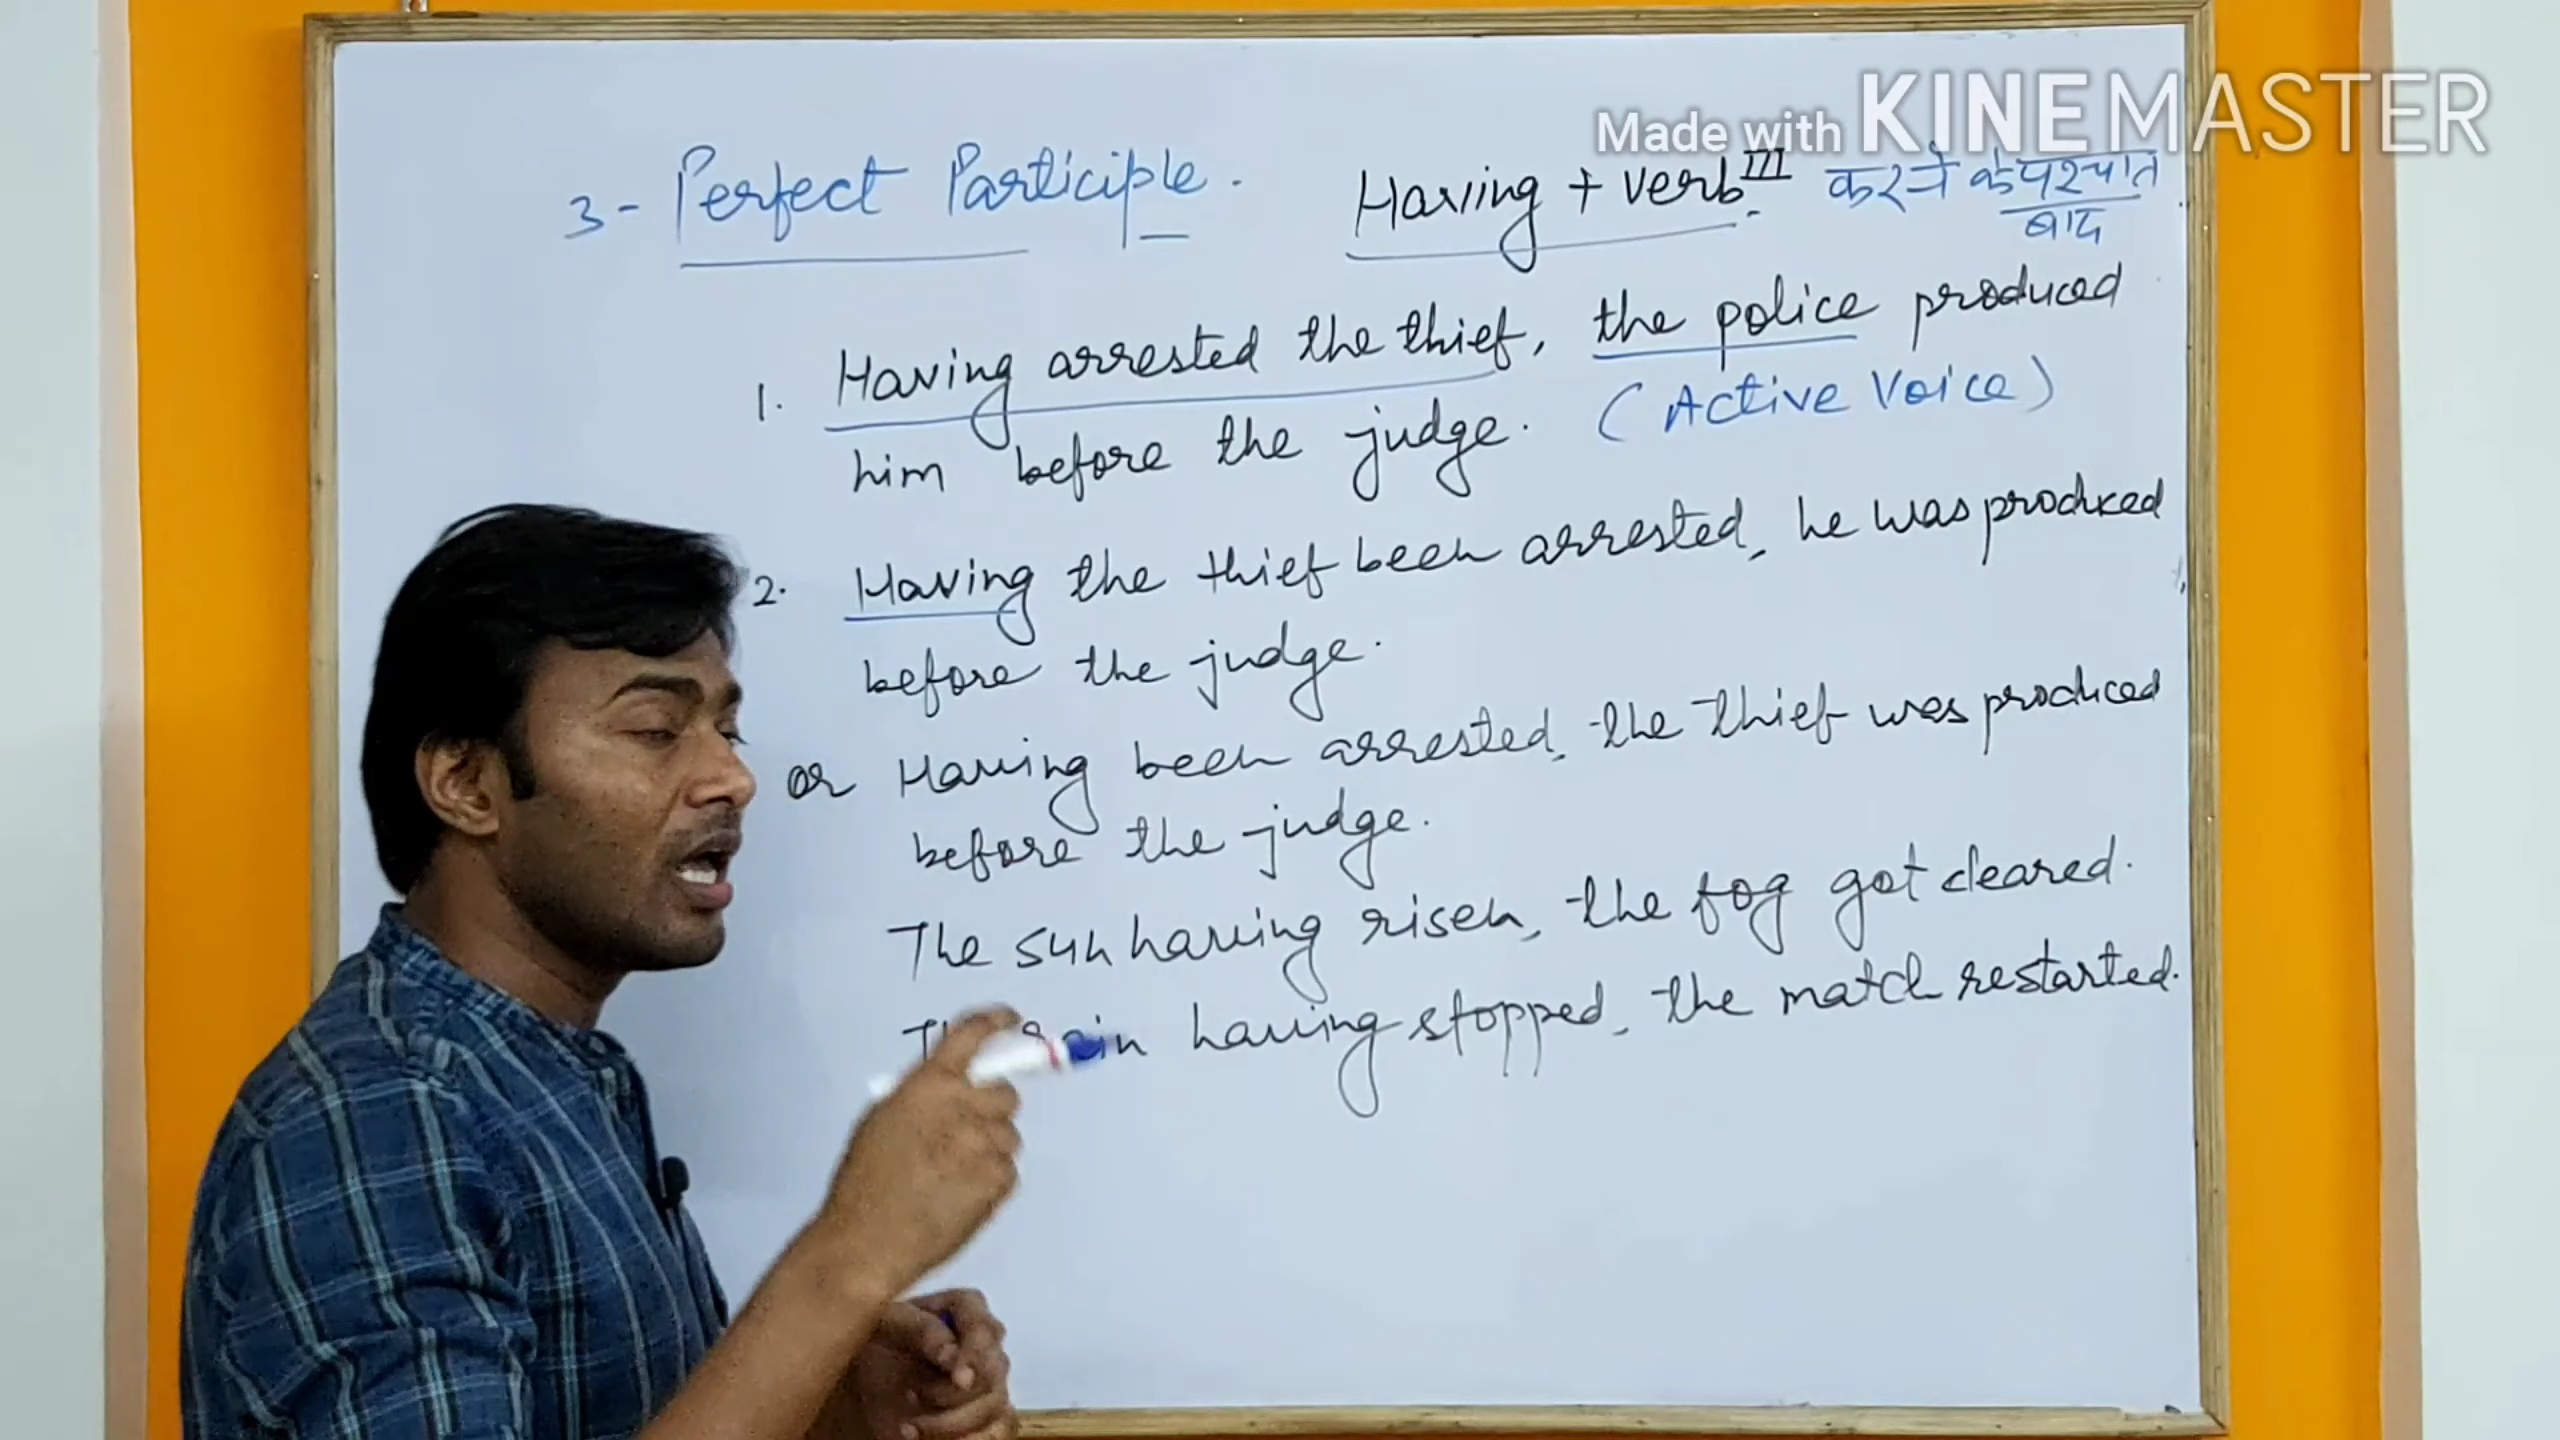 Made with KINEMASTER
3- Perfect Participle. Having + verb III करने के पश्चात
बाद
1. Having arrested the thief, the police produced
him before the judge. (Active Voice)
2. Having the thief been arrested, he was produced
before the judge.
or Having been arrested, the thief was produced
before the judge.
The sun having risen, the fog got cleared.
having stopped, the match restarted.